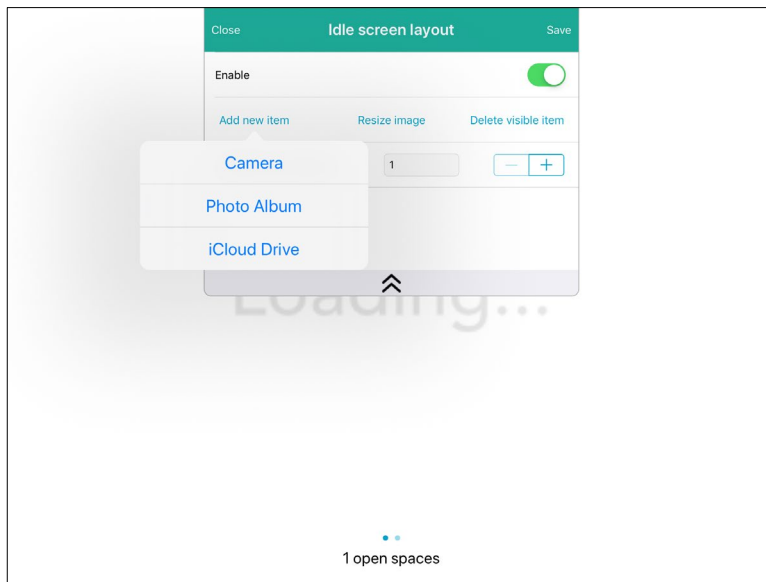 Close Idle screen layout Save
Enable
Add new item Resize image Delete visible item
Camera
1
Photo Album
iCloud Drive
Loading...
1 open spaces